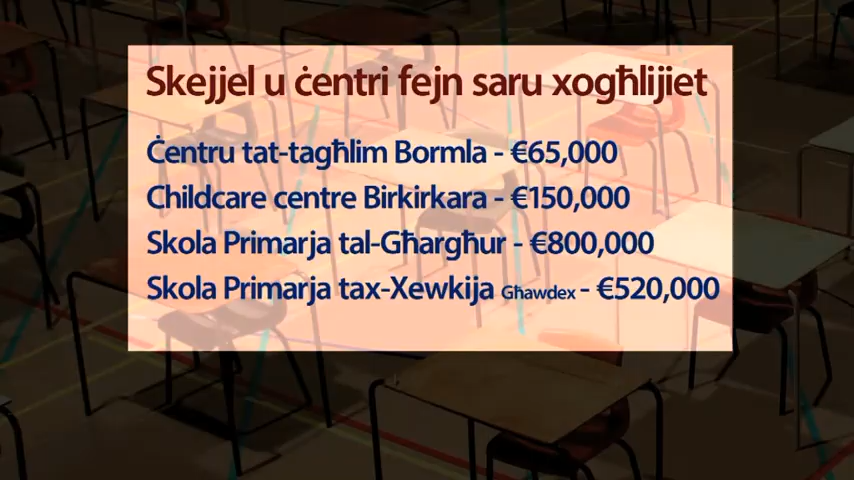 Skejjel u ċentri fejn saru xogħlijiet
Ċentru tat-tagħlim Bormla - €65,000
Childcare centre Birkirkara - €150,000
Skola Primarja tal-Għargħur - €800,000
Skola Primarja tax-Xewkija Għawdex - €520,000